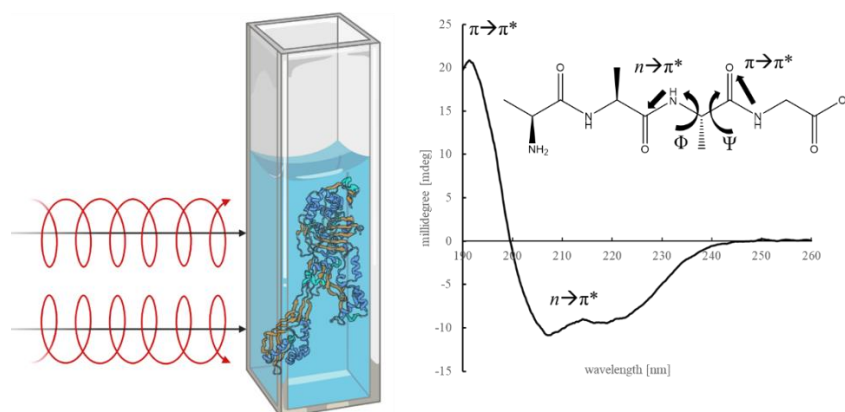 π→π*
n→π*
π→π*
O
O
H
N
O
N
H
O
N
H
O
NH₂
Φ
Ψ
n→π*
millidegree [mdeg]
25
20
15
10
5
0
-5
-10
-15
190
200
210
220
230
240
250
260
wavelength [nm]